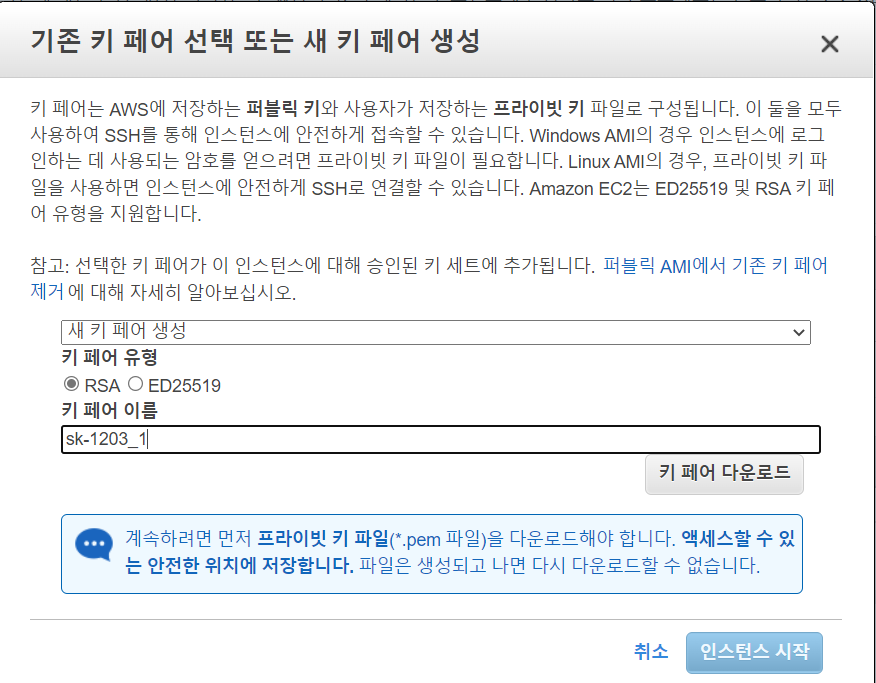 기존 키 페어 선택 또는 새 키 페어 생성
키 페어는 AWS에 저장하는 퍼블릭 키와 사용자가 저장하는 프라이빗 키 파일로 구성됩니다. 이 둘을 모두
사용하여 SSH를 통해 인스턴스에 안전하게 접속할 수 있습니다. Windows AMI의 경우 인스턴스에 로그
인하는 데 사용되는 암호를 얻으려면 프라이빗 키 파일이 필요합니다. Linux AMI의 경우, 프라이빗 키 파
일을 사용하면 인스턴스에 안전하게 SSH로 연결할 수 있습니다. Amazon EC2는 ED25519 및 RSA 키 페
어 유형을 지원합니다.
참고: 선택한 키 페어가 이 인스턴스에 대해 승인된 키 세트에 추가됩니다. 퍼블릭 AMI에서 기존 키 페어
제거에 대해 자세히 알아보십시오.
새 키 페어 생성
키 페어 유형
RSA ED25519
키 페어 이름
sk-1203_1
키 페어 다운로드
계속하려면 먼저 프라이빗 키 파일(*.pem 파일)을 다운로드해야 합니다. 액세스할 수 있
는 안전한 위치에 저장합니다. 파일은 생성되고 나면 다시 다운로드할 수 없습니다.
취소 인스턴스 시작